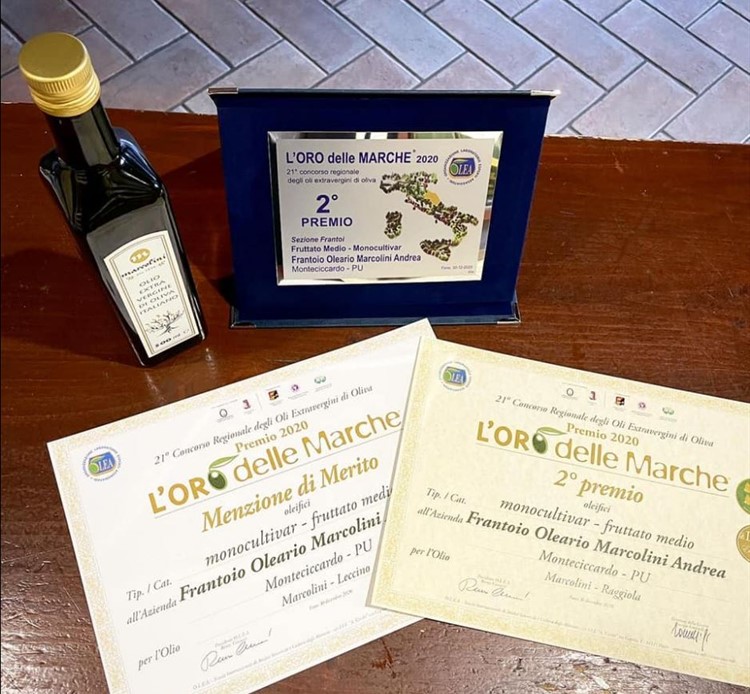 marcolini
OLIO
EXTRA
VERGINE
DI OLIVA
ITALIANO
L'ORO delle MARCHE® 2020
21° concorso regionale
degli oli extravergini di oliva
2°
PREMIO
Sezione Frantoi
Fruttato Medio - Monocultivar
Frantoio Oleario Marcolini Andrea
Monteciccardo - PU
OLEA
OLEA
21° Concorso Regionale degli Oli Extravergini di Oliva
Premio 2020
L'ORO delle Marche
Menzione di Merito
oleifici
Tip. / Cat. monocultivar - fruttato medio
all'Azienda Frantoio Oleario Marcolini
Monteciccardo - PU
per l'Olio Marcolini - Leccino
OLEA
21° Concorso Regionale degli Oli Extravergini di Oliva
Premio 2020
L'ORO delle Marche
2° premio
oleifici
Tip. / Cat. monocultivar - fruttato medio
all'Azienda Frantoio Oleario Marcolini Andrea
Monteciccardo - PU
per l'Olio Marcolini - Raggiola